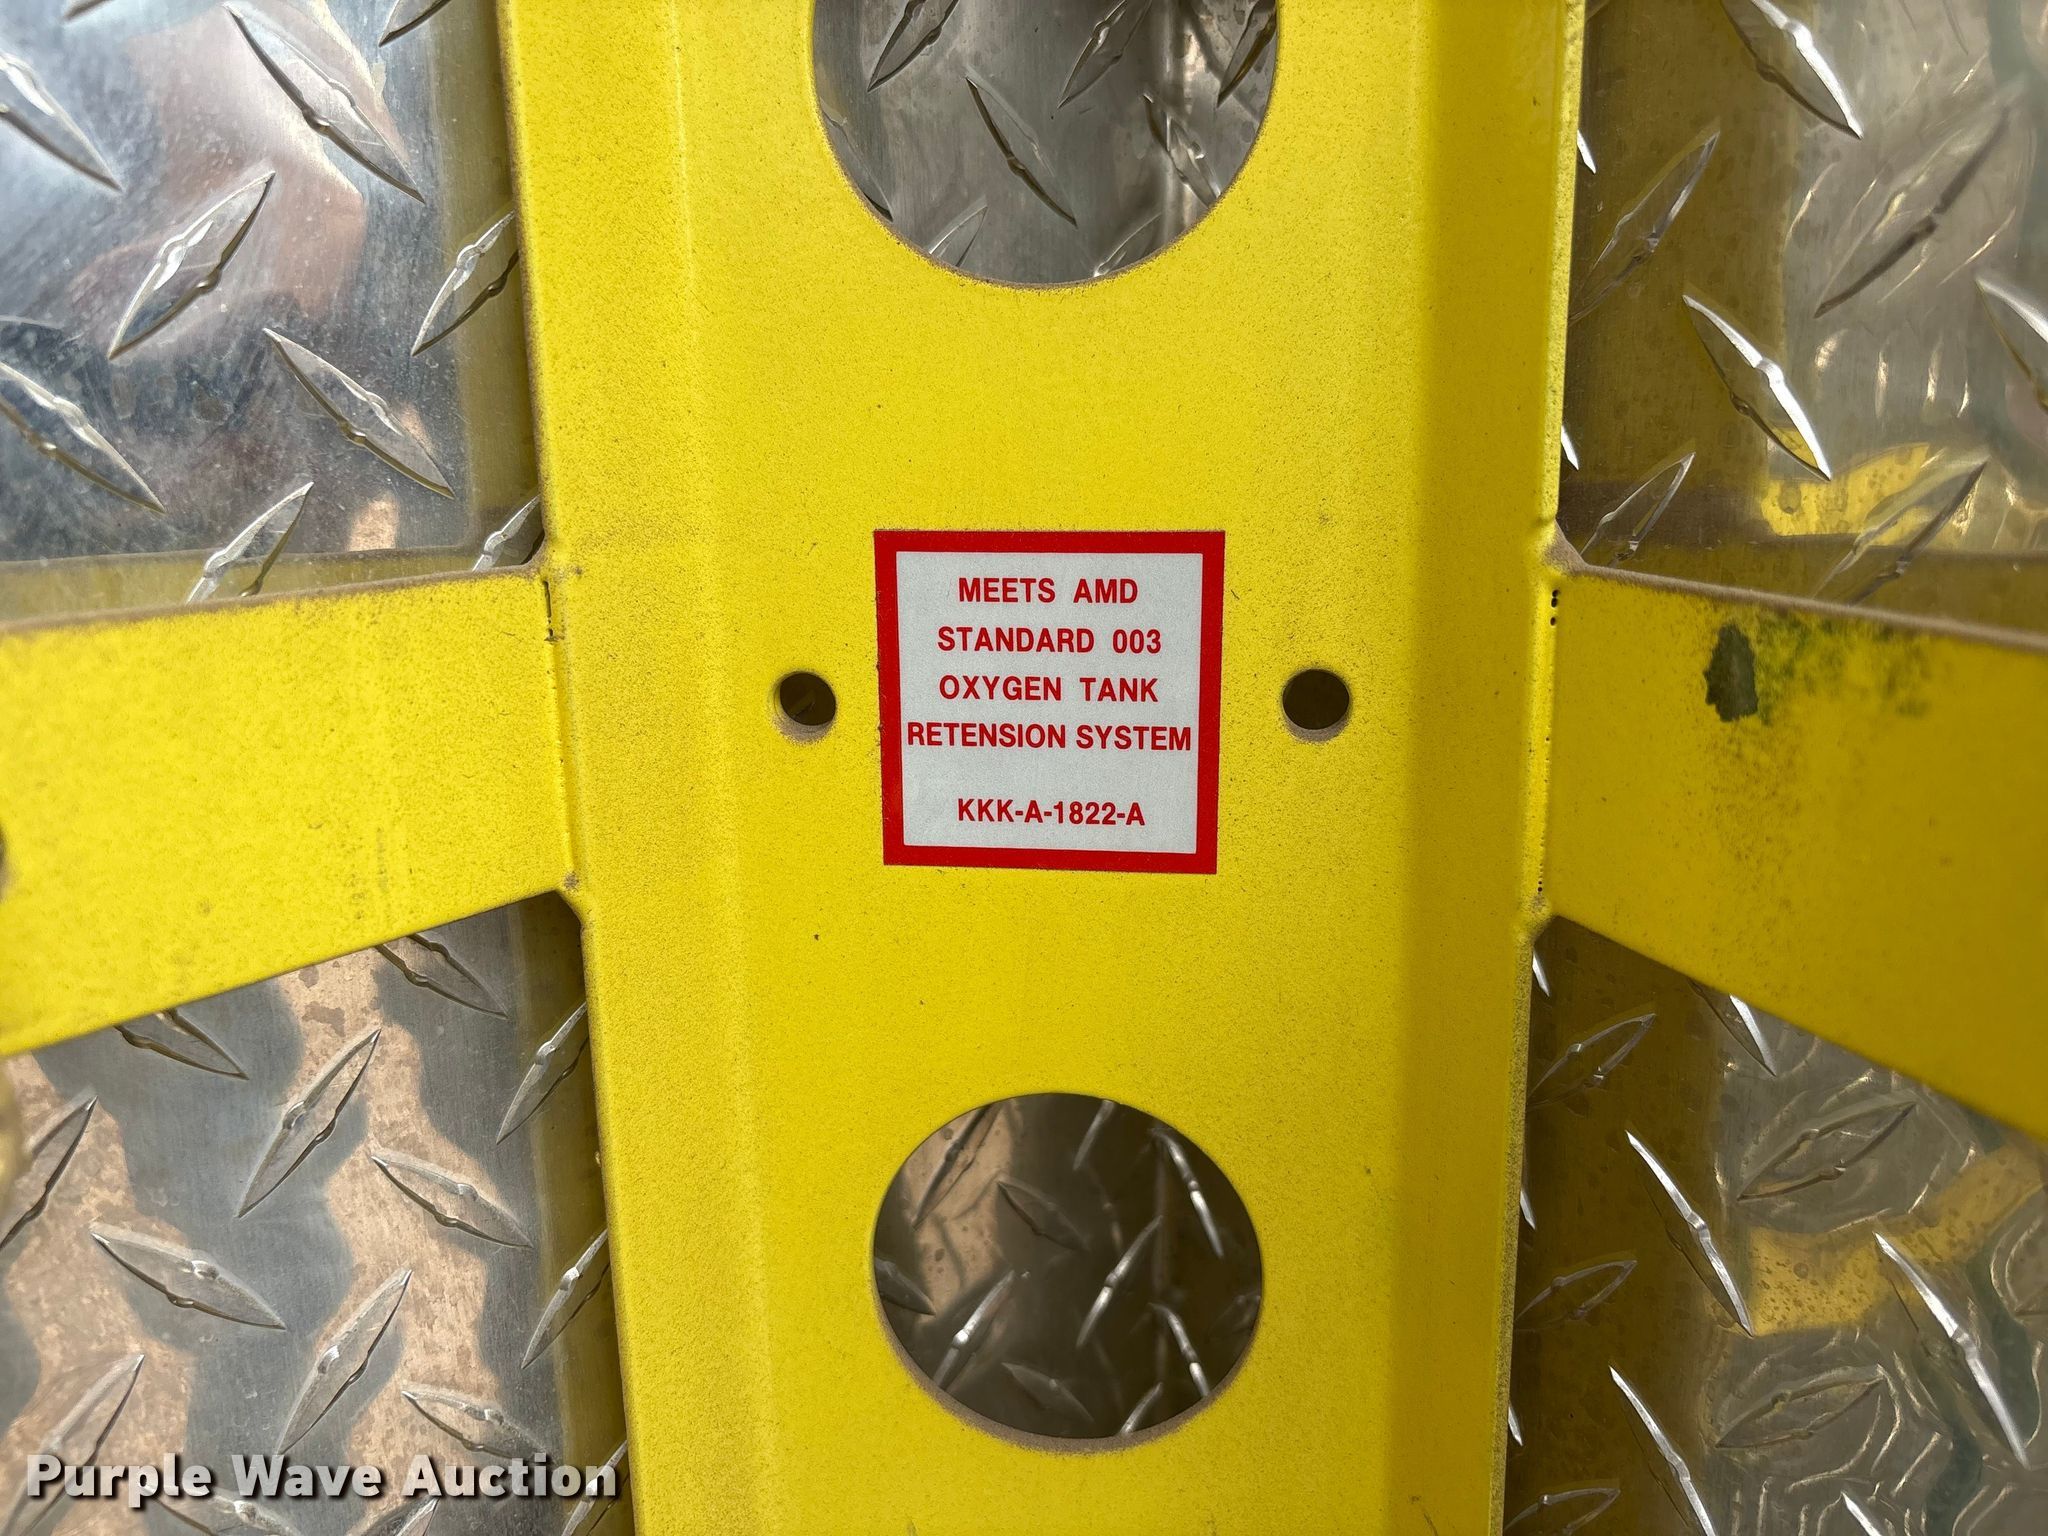 MEETS AMD
STANDARD 003
OXYGEN TANK
RETENSION SYSTEM
KKK-A-1822-A
Purple Wave Auction